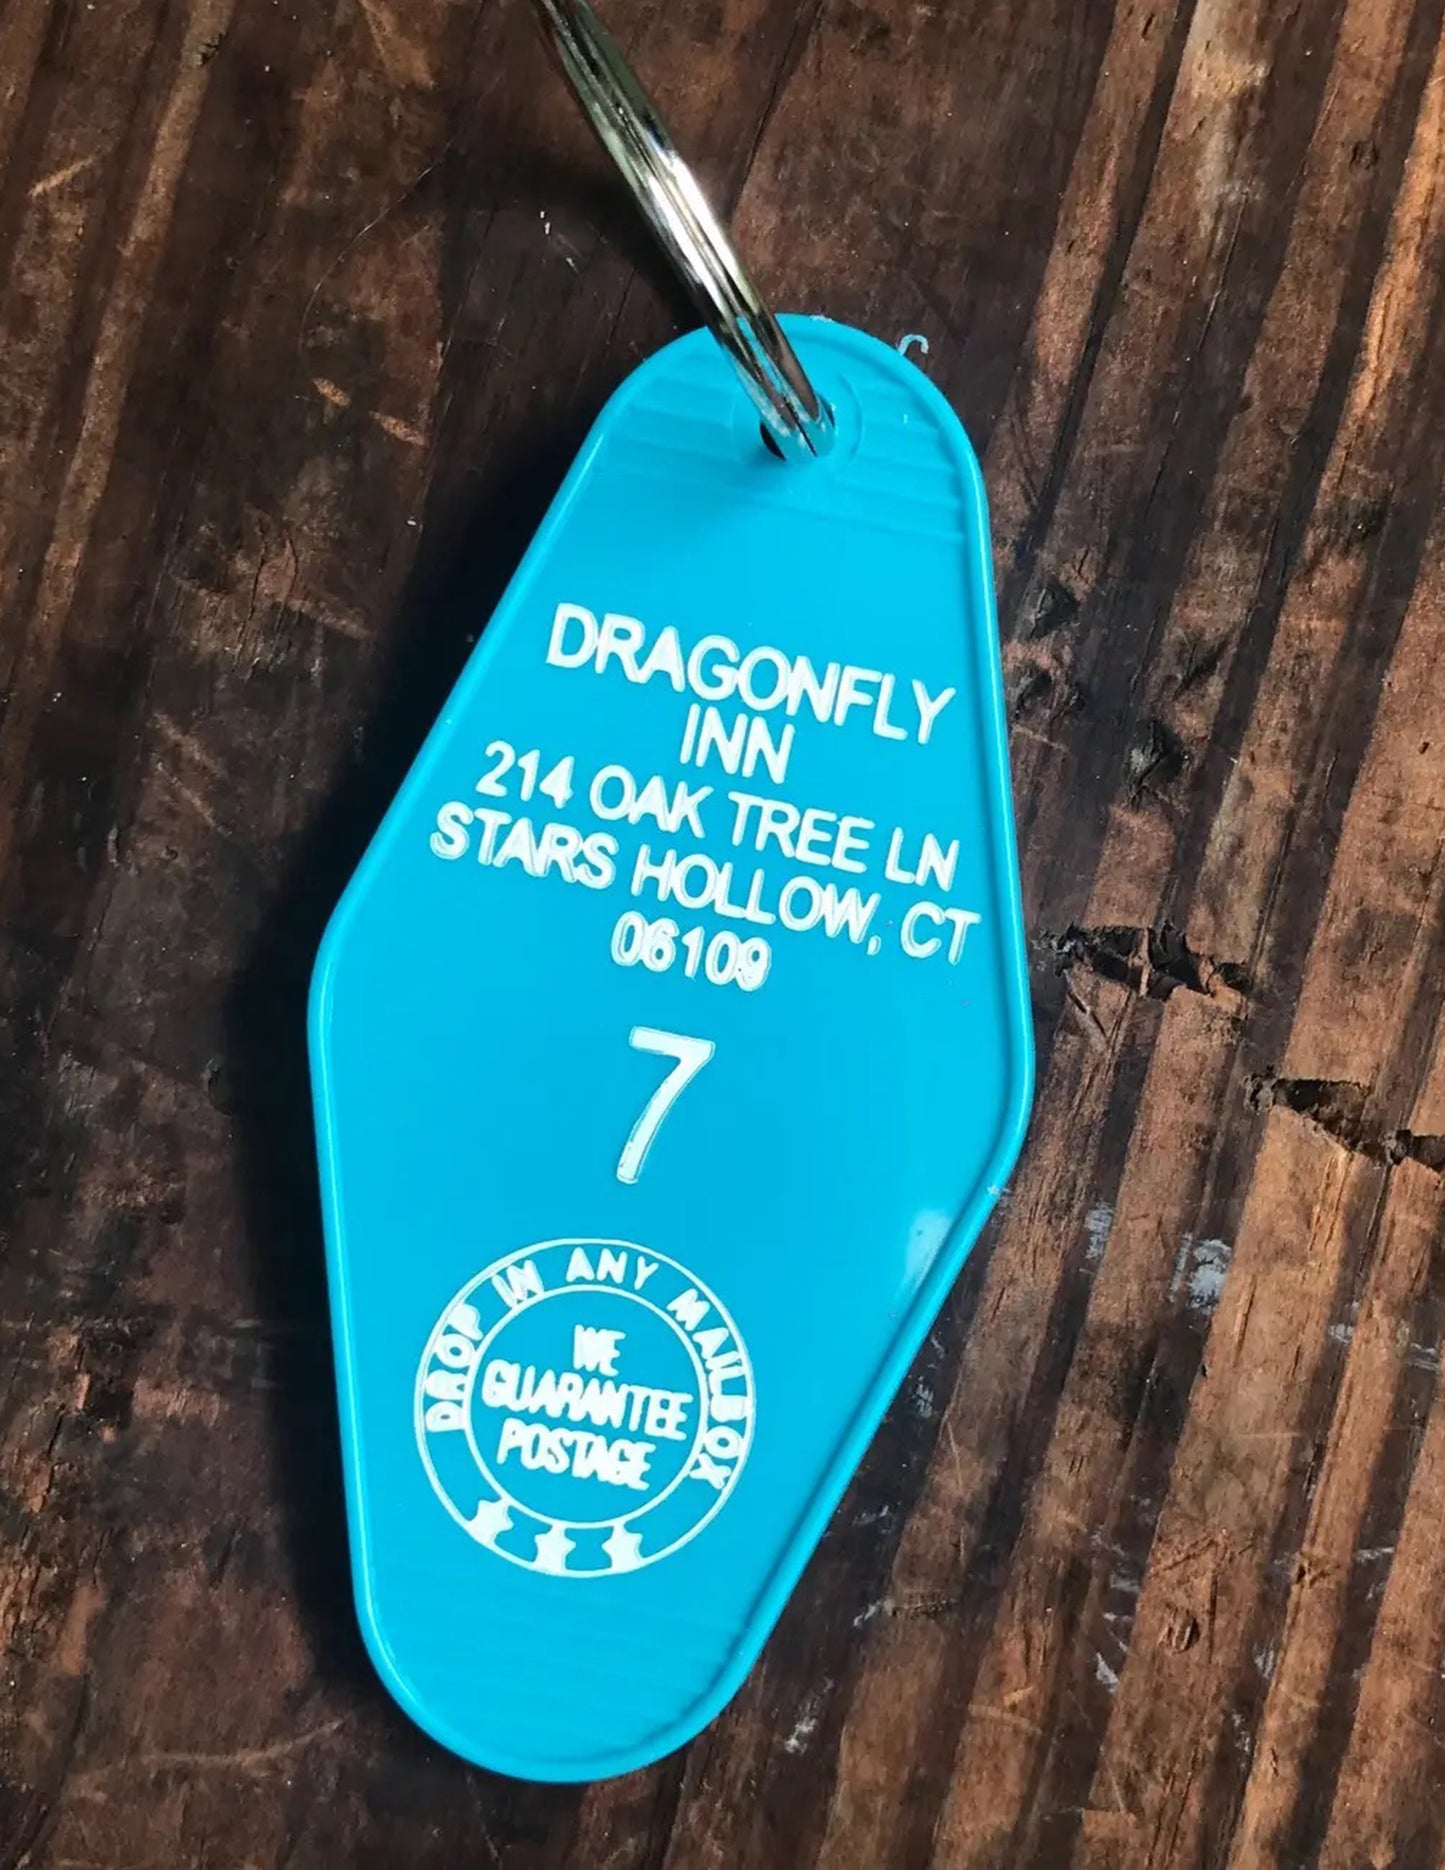 DRAGONFLY
INN
214 OAK TREE LN
STARS HOLLOW, CT
06109
7
DROP IN ANY MAILBOX
WE
GUARANTEE
POSTAGE